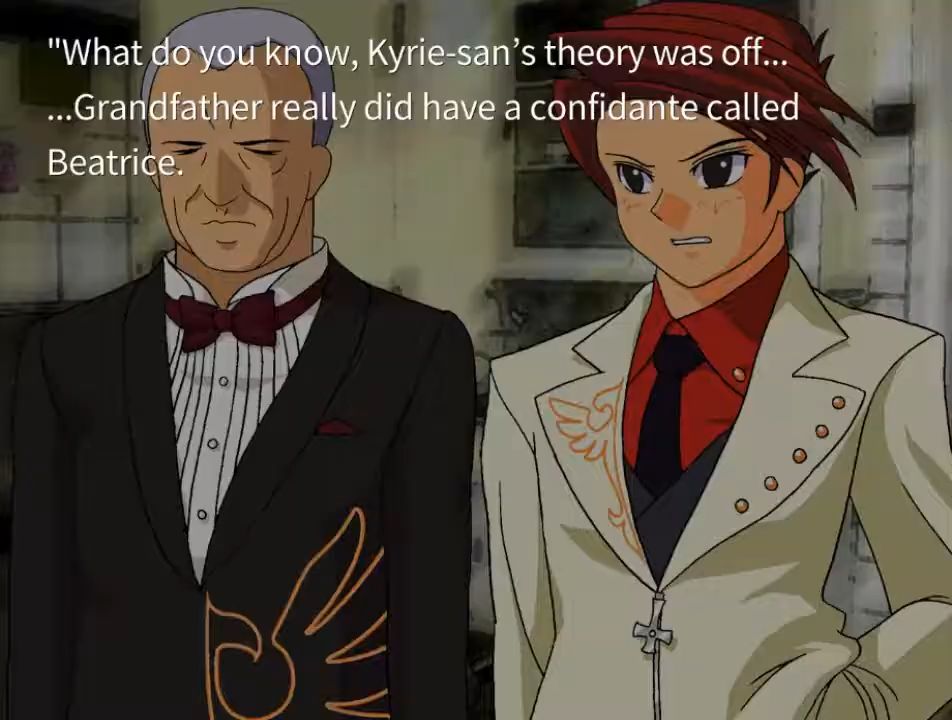 "What do you know, Kyrie-san’s theory was off...
...Grandfather really did have a confidante called
Beatrice.